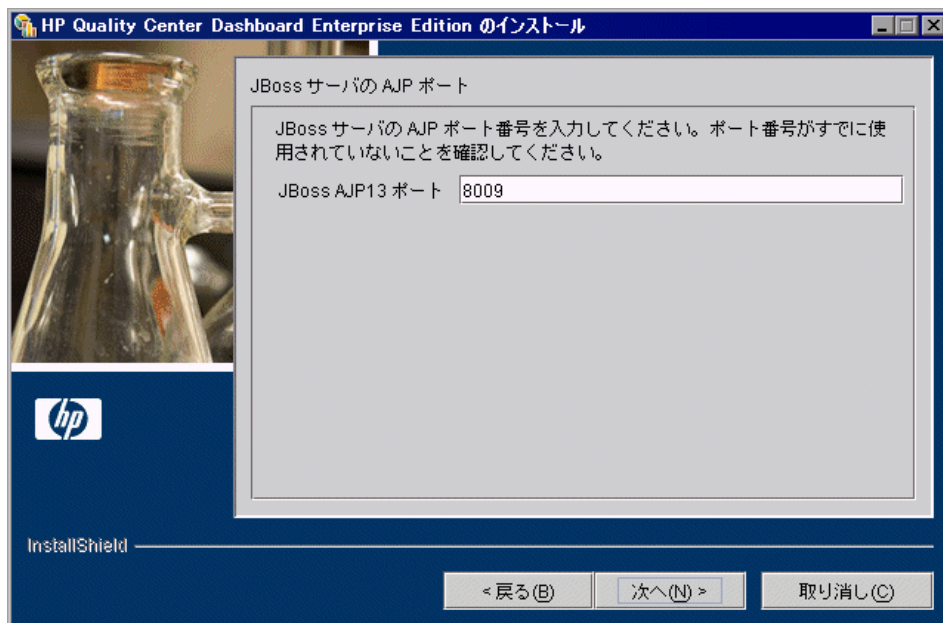 HP Quality Center Dashboard Enterprise Edition のインストール
JBoss サーバの AJP ポート
JBoss サーバの AJP ポート番号を入力してください。ポート番号がすでに使
用されていないことを確認してください。
JBoss AJP13 ポート 8009
hp
InstallShield
<戻る(B) 次へ(N)> 取り消し(C)